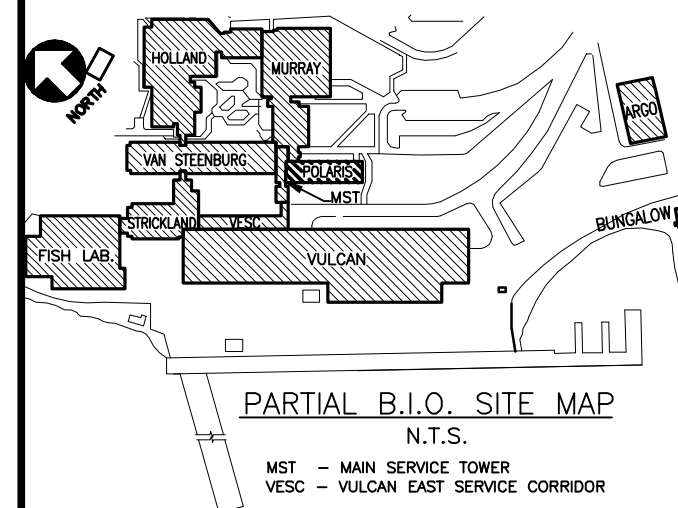 HOLLAND
MURRAY
NORTH
ARGO
VAN STEENBURG
POLARIS
MST
STRICKLAND
VESC
BUNGALOW
FISH LAB.
VULCAN
PARTIAL B.I.O. SITE MAP
N.T.S.
MST – MAIN SERVICE TOWER
VESC – VULCAN EAST SERVICE CORRIDOR